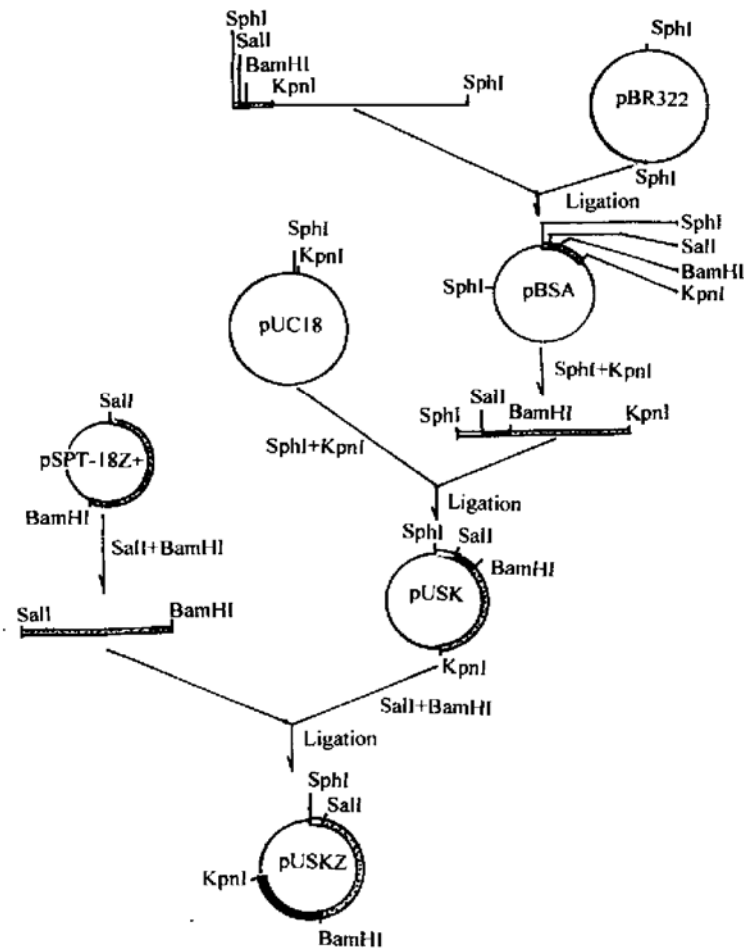 SphI
SalI
BamHI
KpnI
SphI
SphI
pBR322
SphI
Ligation
SphI
SalI
BamHI
KpnI
SphI
pBSA
SphI
KpnI
pUC18
SphI+KpnI
SphI
SalI
BamHI
KpnI
SphI+KpnI
Ligation
SalI
pSPT-18Z+
BamHI
SalI+BamHI
SalI
BamHI
SphI
SalI
BamHI
pUSK
KpnI
SalI+BamHI
Ligation
SphI
SalI
KpnI
pUSKZ
BamHI